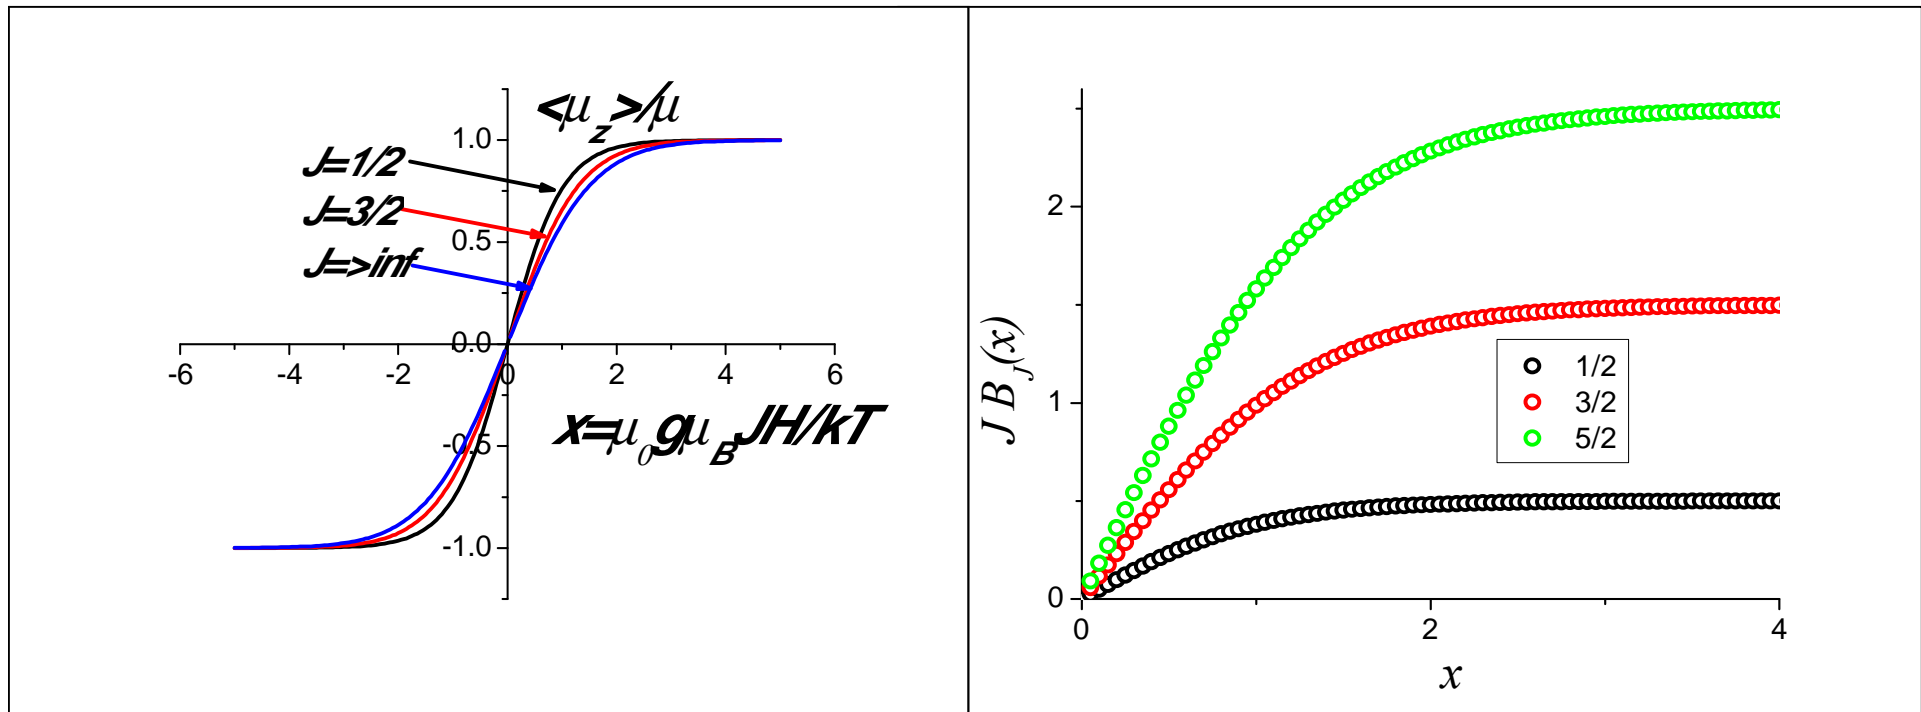 <μz>/μ
1.0
J=1/2
J=3/2
0.5
J=>inf
0.0
-6 -4 -2 0 2 4 6
x=μ0gμBJH/kT
-0.5
-1.0
2
J BJ(x)
1/2
1
3/2
5/2
0
0 2 4
x